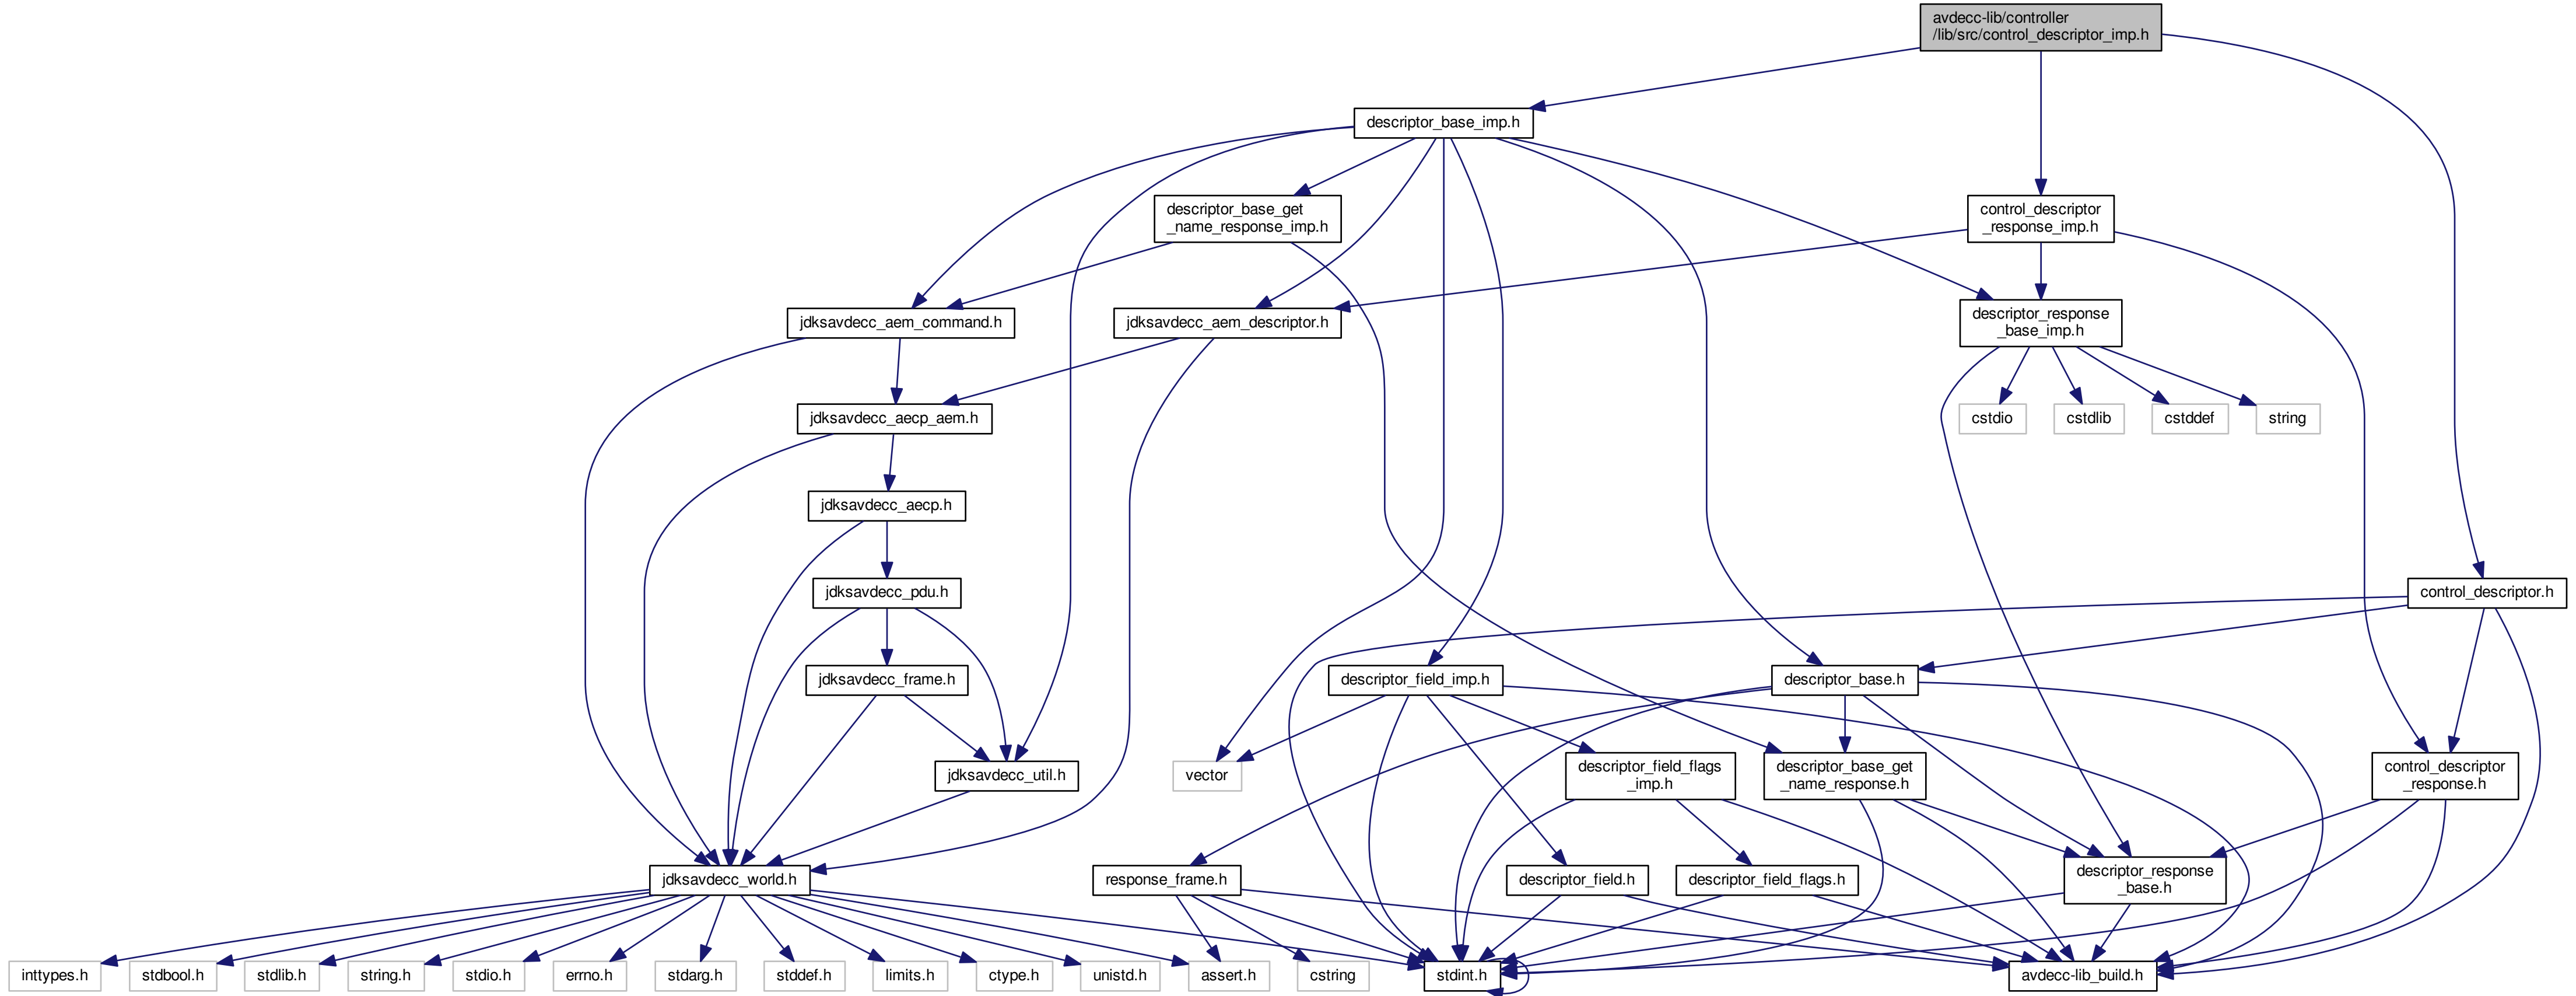 avdecc-lib/controller
/lib/src/control_descriptor_imp.h
descriptor_base_imp.h
descriptor_base_get
_name_response_imp.h
control_descriptor
_response_imp.h
jdksavdecc_aem_command.h
jdksavdecc_aem_descriptor.h
descriptor_response
_base_imp.h
jdksavdecc_aecp_aem.h
cstdio
cstdlib
cstddef
string
jdksavdecc_aecp.h
jdksavdecc_pdu.h
control_descriptor.h
jdksavdecc_frame.h
descriptor_field_imp.h
descriptor_base.h
jdksavdecc_util.h
vector
descriptor_field_flags
_imp.h
descriptor_base_get
_name_response.h
control_descriptor
_response.h
jdksavdecc_world.h
response_frame.h
descriptor_field.h
descriptor_field_flags.h
descriptor_response
_base.h
inttypes.h
stdbool.h
stdlib.h
string.h
stdio.h
errno.h
stdarg.h
stddef.h
limits.h
ctype.h
unistd.h
assert.h
cstring
stdint.h
avdecc-lib_build.h